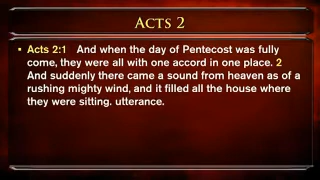 Acts 2
▪ Acts 2:1 And when the day of Pentecost was fully
come, they were all with one accord in one place. 2
And suddenly there came a sound from heaven as of a
rushing mighty wind, and it filled all the house where
they were sitting. utterance.